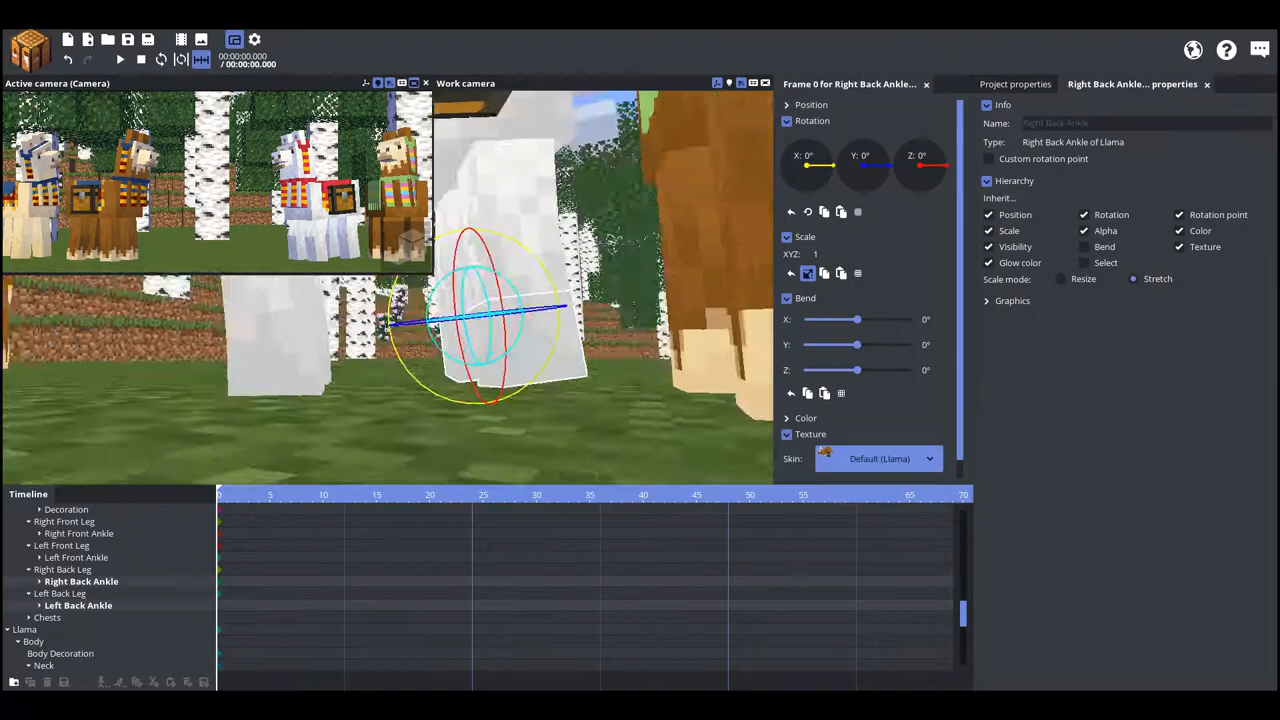 00:00:00.000
/ 00:00:00.000
Active camera (Camera)
Work camera
Frame 0 for Left Back Ankle...
Position
Rotation
X: 0°
Y: 0°
Z: 0°
Scale
XYZ: 1
Bend
X:
0°
Y:
0°
Z:
0°
Color
Texture
Skin:
Default (Llama)
Project properties
Right Back Ankle... properties
Info
Name:
Right Back Ankle
Type:
Right Back Ankle of Llama
Custom rotation point
Hierarchy
Inherit...
Position
Rotation
Rotation point
Scale
Alpha
Color
Visibility
Bend
Texture
Glow color
Select
Scale mode:
Resize
Stretch
Graphics
Timeline
0 5 10 15 20 25 30 35 40 45 50 55 60 65 70
Decoration
Right Front Leg
Right Front Ankle
Left Front Leg
Left Front Ankle
Right Back Leg
Right Back Ankle
Left Back Leg
Left Back Ankle
Chests
Llama
Body
Body Decoration
Neck